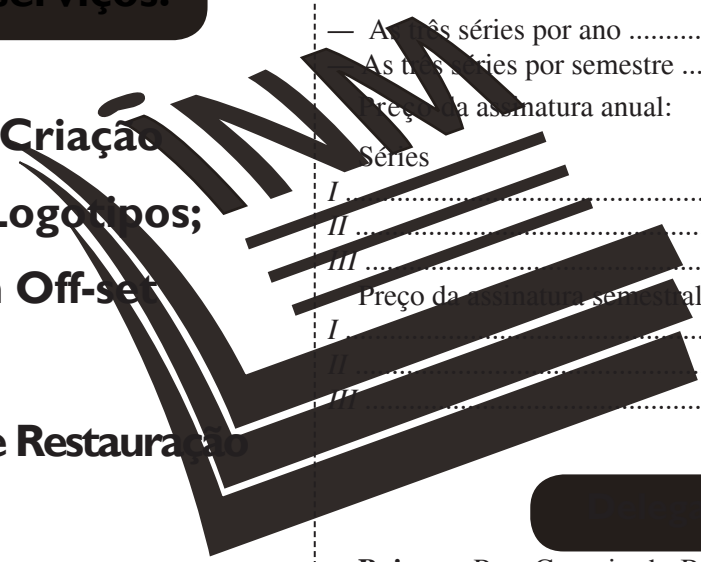 serviços:
Criação
Logotipos;
Off-set
e Restauração
INM
— As três séries por ano ..........
— As três séries por semestre ...
Preço da assinatura anual:
Séries
I ..........................................................
II ........................................................
III ......................................................
Preço da assinatura semestral
I ..........................................................
II ........................................................
III ......................................................